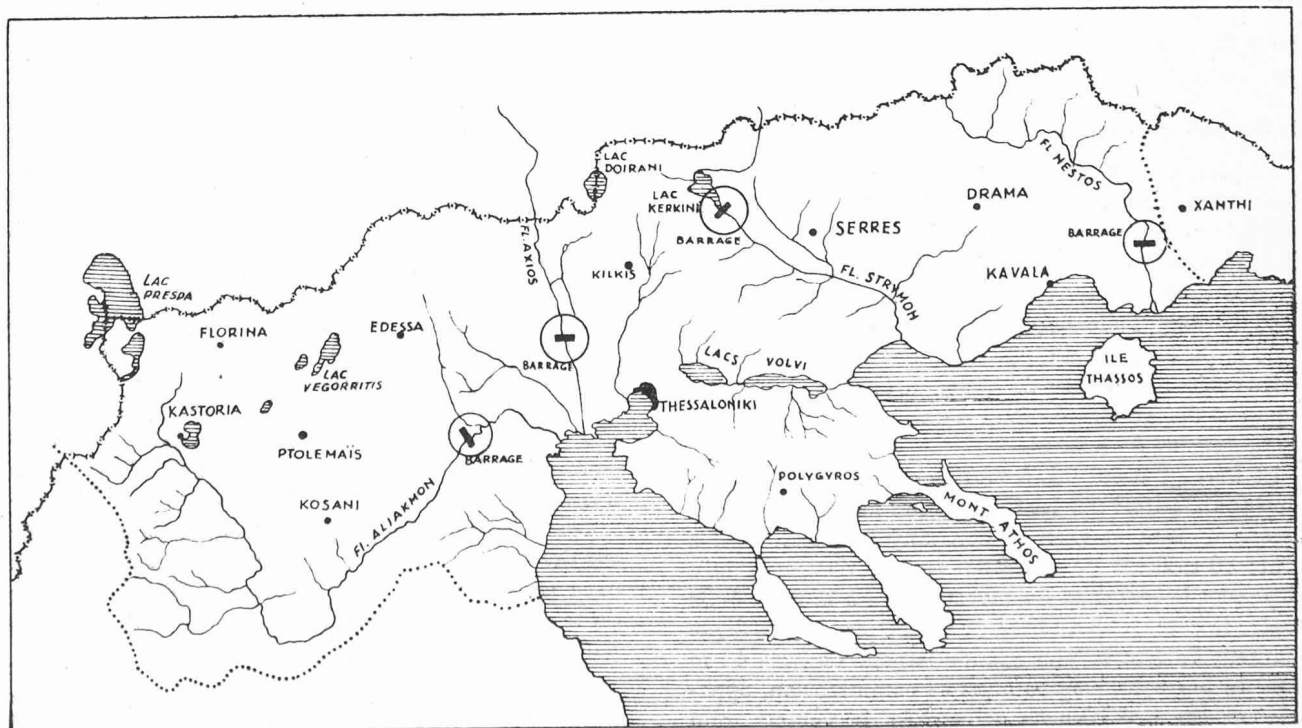 LAC
DOIRANI
FL. NESTOS
LAC
KERKINI
DRAMA
XANTHI
FL. AXIOS
SERRES
BARRAGE
BARRAGE
KILKIS
LAC
PRESPA
FL. STRYMON
KAVALA
FLORINA
EDESSA
LAC
VEGORRITIS
BARRAGE
LACS VOLVI
ILE
THASSOS
KASTORIA
THESSALONIKI
PTOLEMAÏS
BARRAGE
POLYGYROS
KOSANI
MONT ATHOS
Fl. ALIAKMON